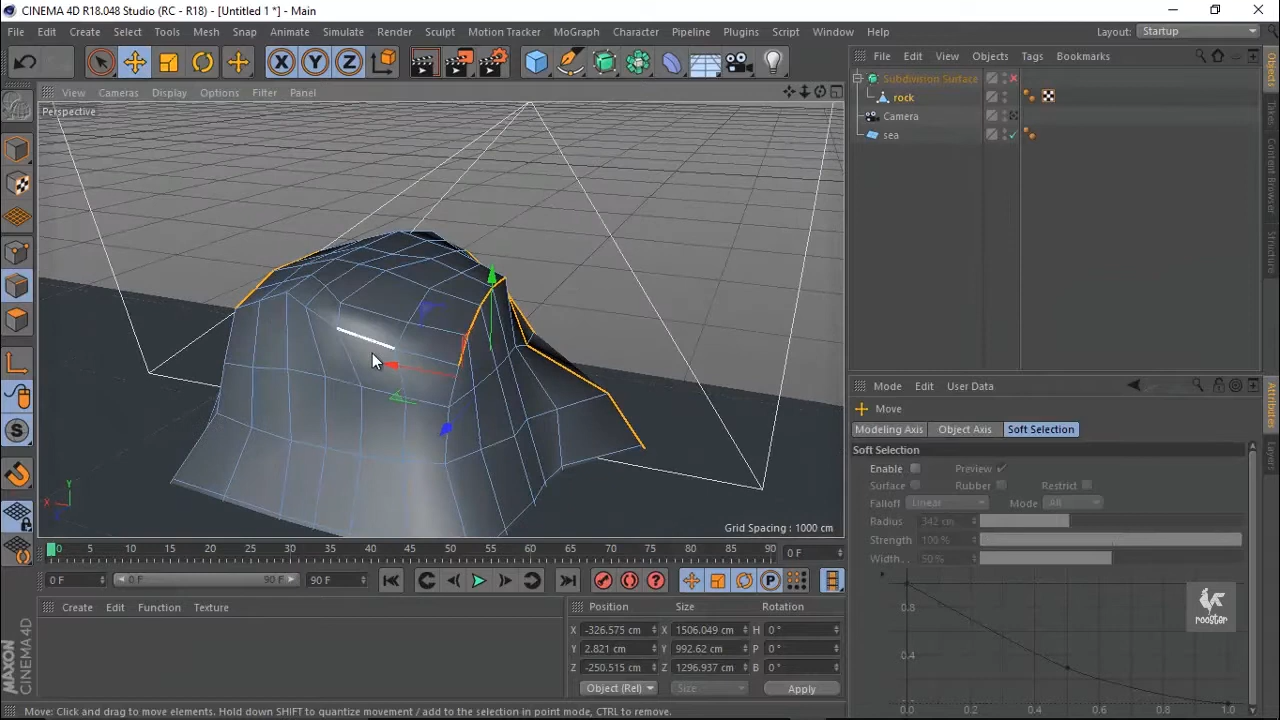 CINEMA 4D R18.048 Studio (RC - R18) - [Untitled 1 *] - Main
File Edit Create Select Tools Mesh Snap Animate Simulate Render Sculpt Motion Tracker MoGraph Character Pipeline Plugins Script Window Help Layout: Startup
X Y Z
File Edit View Objects Tags Bookmarks
View Cameras Display Options Filter Panel
Perspective
Subdivision Surface
rock
Camera
sea
Objects
Takes
Content Browser
Structure
Mode Edit User Data
Move
Modeling Axis Object Axis Soft Selection
Soft Selection
Enable Preview
Surface Rubber Restrict
Falloff Linear Mode All
Radius 342 cm
Strength 100 %
Width.. 50 %
0.8
0.4
0.0 0.2 0.4 0.6 0.8 1.0
rooster
Attributes
Layers
S
Y
X
Grid Spacing : 1000 cm
0 5 10 15 20 25 30 35 40 45 50 55 60 65 70 75 80 85 90 0 F
0 F 0 F 90 F 90 F
P
Create Edit Function Texture
Position Size Rotation
X -326.575 cm X 1506.049 cm H 0 °
Y 2.821 cm Y 992.62 cm P 0 °
Z -250.515 cm Z 1296.937 cm B 0 °
Object (Rel) Size Apply
MAXON
CINEMA 4D
Move: Click and drag to move elements. Hold down SHIFT to quantize movement / add to the selection in point mode, CTRL to remove.